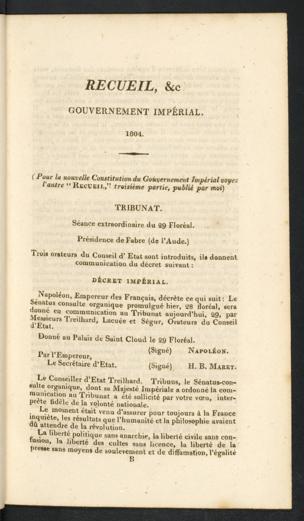 RECUEIL, &c
GOUVERNEMENT IMPÉRIAL.
1804.
(Pour la nouvelle Constitution du Gouvernement Impérial voyez
l'autre "RECUEIL," troisième partie, publié par moi)
TRIBUNAT.
Séance extraordinaire du 29 Floréal.
Présidence de Fabre (de l'Aude.)
Trois orateurs du Conseil d' Etat sont introduits, ils donnent
communication du décret suivant :
DÉCRET IMPÉRIAL.
Napoléon, Empereur des Français, décrète ce qui suit: Le
Sénatus consulte organique promulgué hier, 28 floréal, sera
donné en communication au Tribunat aujourd'hui, 29, par
Messieurs Treilhard, Lacuée et Ségur, Orateurs du Conseil
d'Etat.
Donné au Palais de Saint Cloud le 29 Floréal.
(Signé) NAPOLÉON.
Par l'Empereur,
Le Secrétaire d'Etat. (Signé) H. B. MARET.
Le Conseiller d'Etat Treilhard. Tribuns, le Sénatus-con-
sulte organique, dont sa Majesté Impériale a ordonné la com-
munication au Tribunat a été sollicité par votre vœu, inter-
prète fidèle de la volonté nationale.
Le moment était venu d'assurer pour toujours à la France
inquiète, les résultats que l'humanité et la philosophie avaient
dû attendre de la révolution.
La liberté politique sans anarchie, la liberté civile sans con-
fusion, la liberté des cultes sans licence, la liberté de la
presse sans moyens de soulevement et de diffamation, l'égalité
B